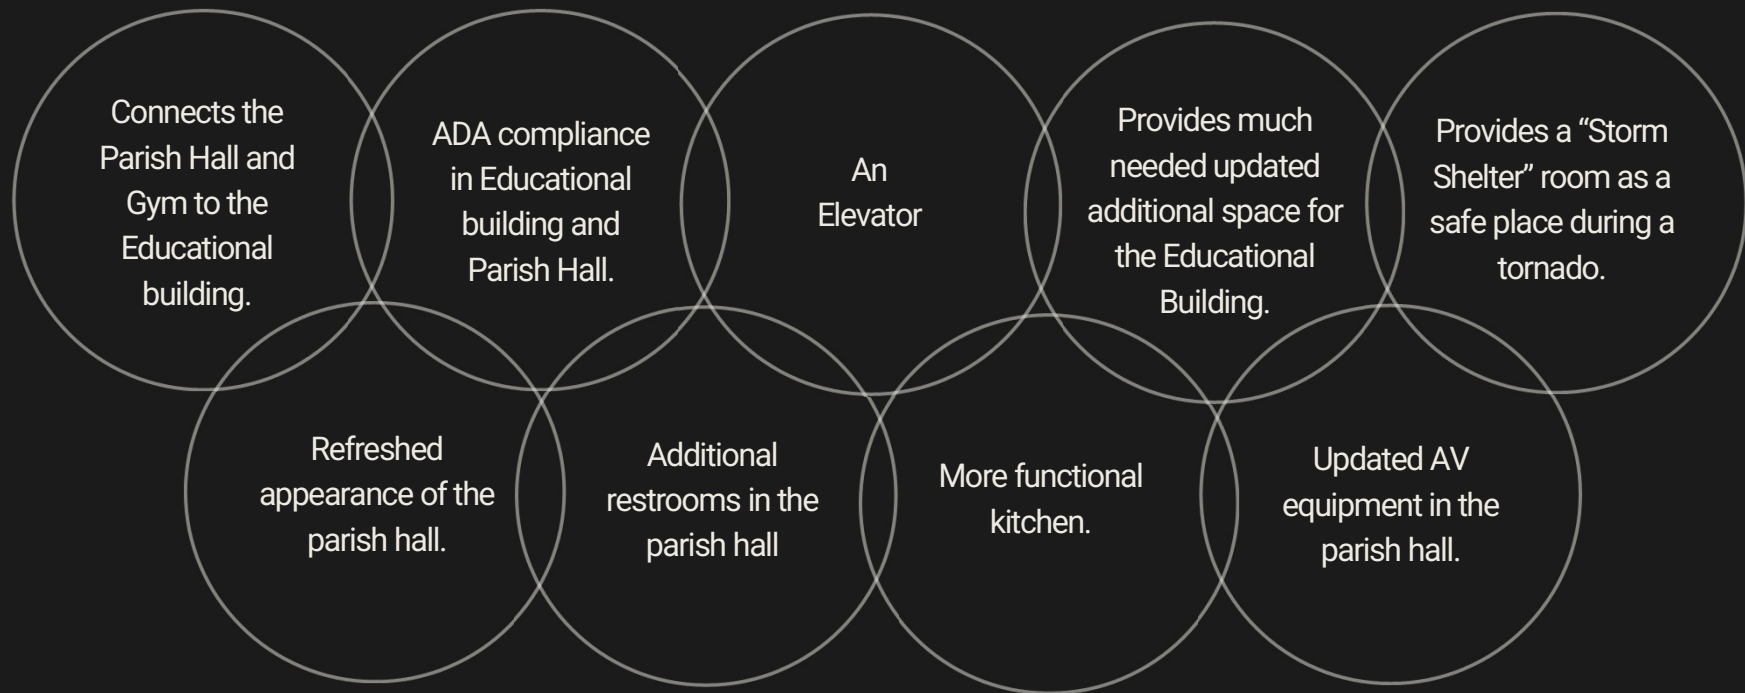 Connects the
Parish Hall and
Gym to the
Educational
building.
ADA compliance
in Educational
building and
Parish Hall.
An
Elevator
Provides much
needed updated
additional space for
the Educational
Building.
Provides a “Storm
Shelter” room as a
safe place during a
tornado.
Refreshed
appearance of the
parish hall.
Additional
restrooms in the
parish hall
More functional
kitchen.
Updated AV
equipment in the
parish hall.